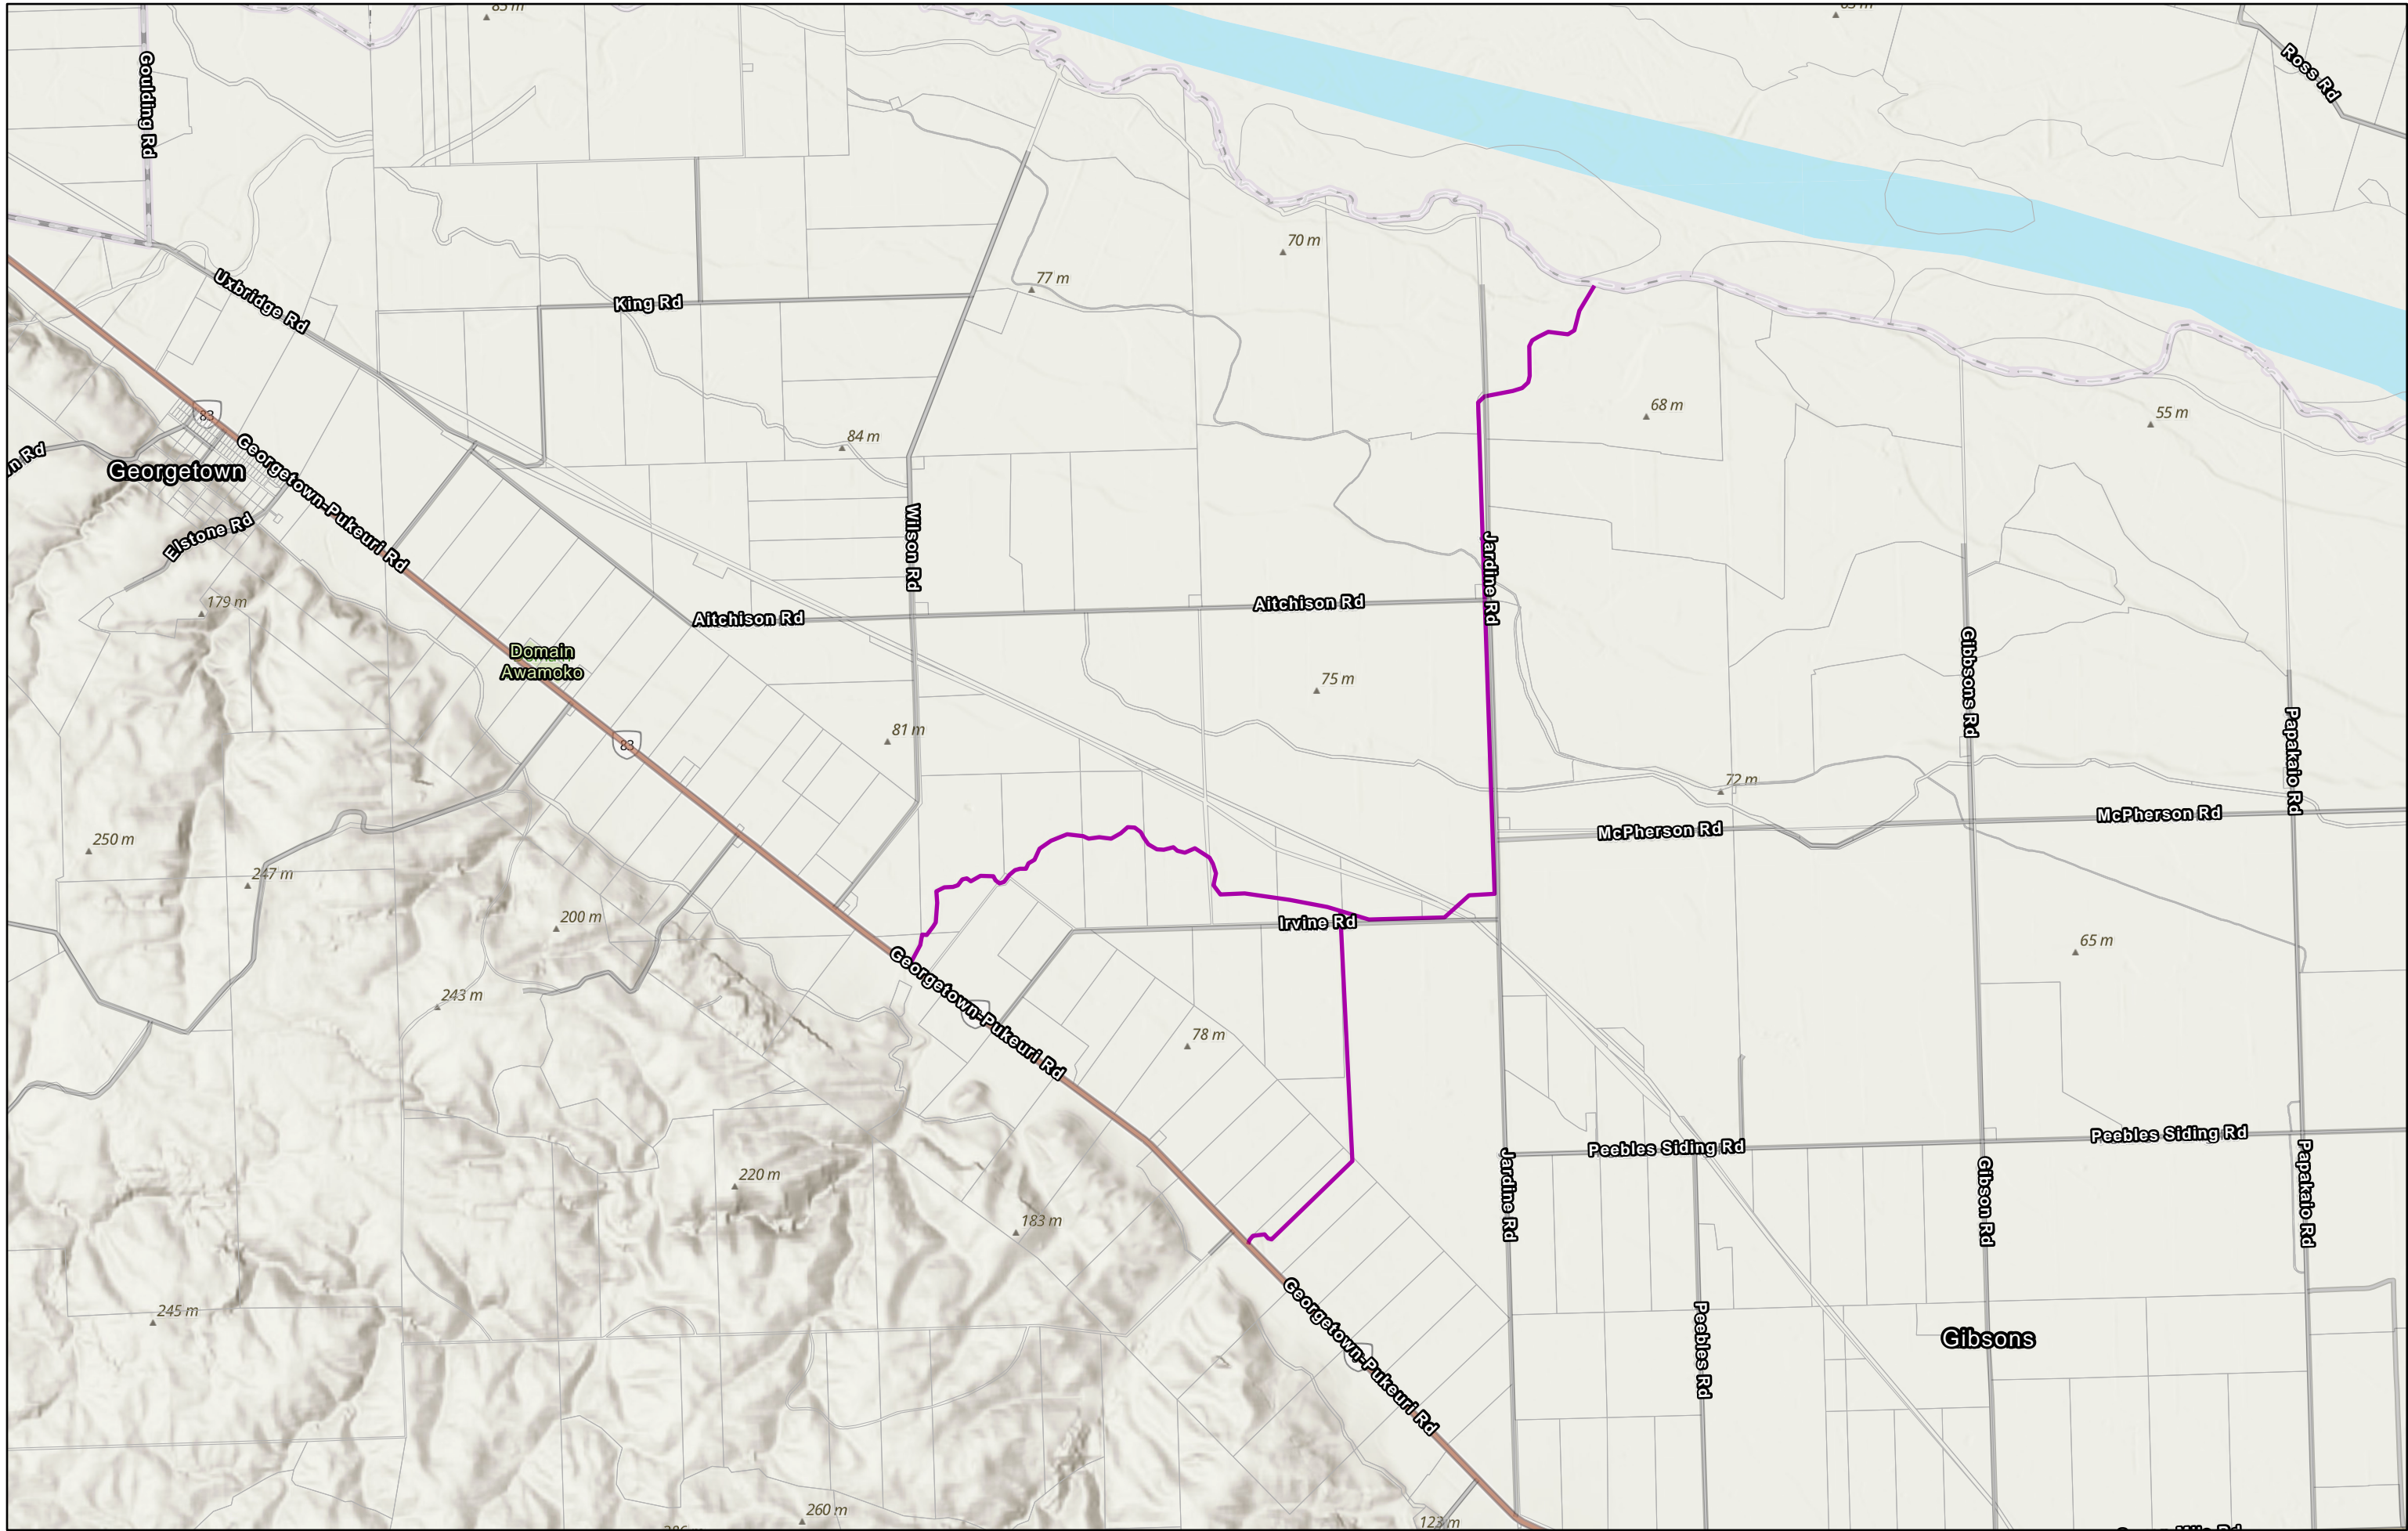 Goulding Rd
Ross Rd
70 m
77 m
Uxbridge Rd
King Rd
68 m
55 m
83
84 m
Georgetown
Georgetown-Pukeuri Rd
Elstone Rd
Wilson Rd
Jardine Rd
179 m
Aitchison Rd
Aitchison Rd
Domain
Awamoko
75 m
Gibbsons Rd
81 m
83
Papakaio Rd
72 m
McPherson Rd
McPherson Rd
250 m
247 m
200 m
Irvine Rd
65 m
Georgetown-Pukeuri Rd
243 m
78 m
Peebles Siding Rd
Peebles Siding Rd
220 m
Jardine Rd
Gibson Rd
Papakaio Rd
183 m
245 m
Georgetown-Pukeuri Rd
Peebles Rd
Gibsons
260 m
123 m